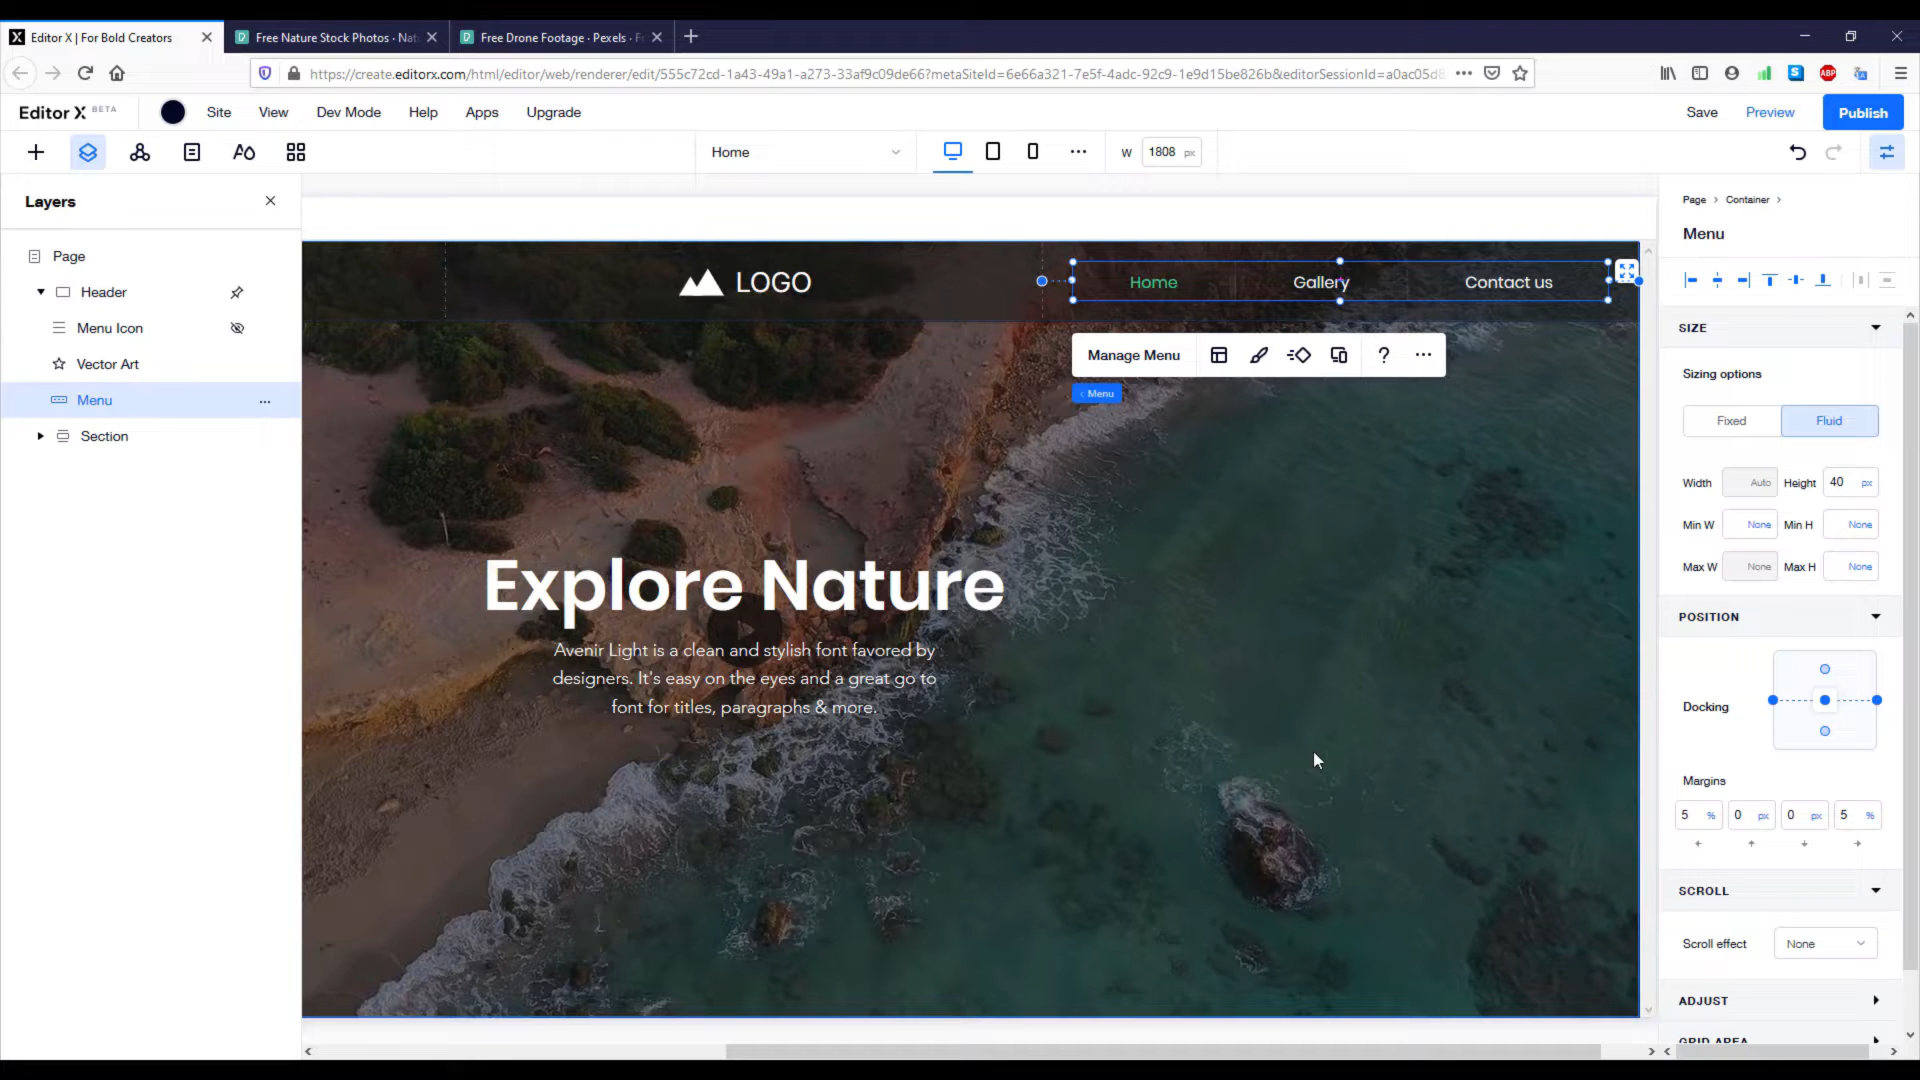 Editor X | For Bold Creators
Free Nature Stock Photos · Nat
Free Drone Footage · Pexels · F
https://create.editorx.com/html/editor/web/renderer/edit/555c72cd-1a43-49a1-a273-33af9c09de66?metaSiteId=6e66a321-7e5f-4adc-92c9-1e9d15be826b&editorSessionId=a0ac05d8
ABP
Editor X BETA
Site
View
Dev Mode
Help
Apps
Upgrade
Save
Preview
Publish
Home
W 1808 px
Layers
Page
Header
Menu Icon
Vector Art
Menu
Section
LOGO
Home
Gallery
Contact us
Manage Menu
?
< Menu
Explore Nature
Avenir Light is a clean and stylish font favored by
designers. It's easy on the eyes and a great go to
font for titles, paragraphs & more.
Page > Container >
Menu
SIZE
Sizing options
Fixed
Fluid
Width Auto Height 40 px
Min W None Min H None
Max W None Max H None
POSITION
Docking
Margins
5 % 0 px 0 px 5 %
SCROLL
Scroll effect None
ADJUST
GRID AREA